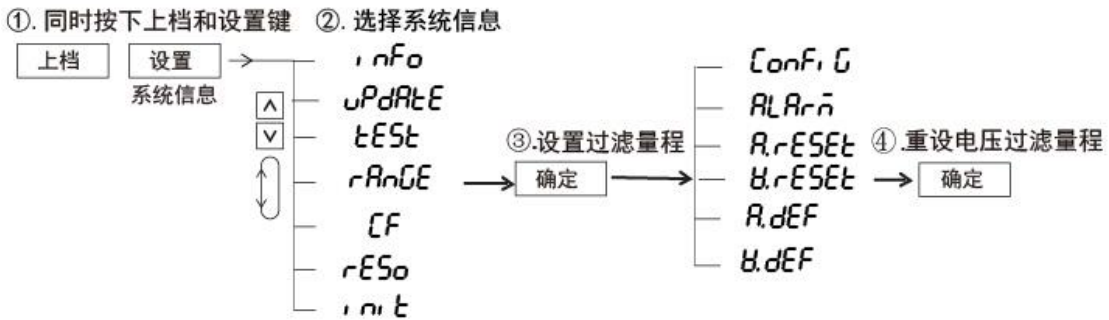 ①. 同时按下上档和设置键 ②. 选择系统信息
上档 设置
系统信息
inFo
uPdAtE
tESt
rAnGE
CF
rESo
init
③.设置过滤量程
确定
ConFiG
ALArm
A.rESEt
V.rESEt
A.dEF
V.dEF
④.重设电压过滤量程
确定